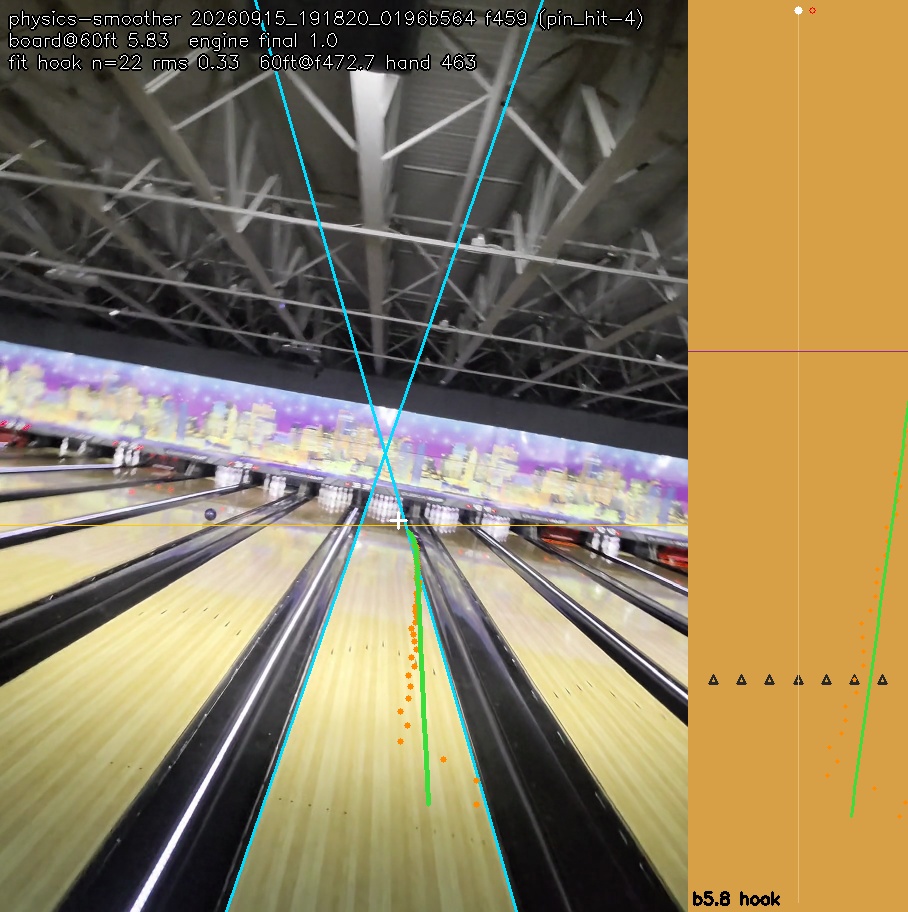 physics-smoother 20260915_191820_0196b564 f459 (pin_hit-4)
board@60ft 5.83 engine final 1.0
fit hook n=22 rms 0.33 60ft@f472.7 hand 463
b5.8 hook